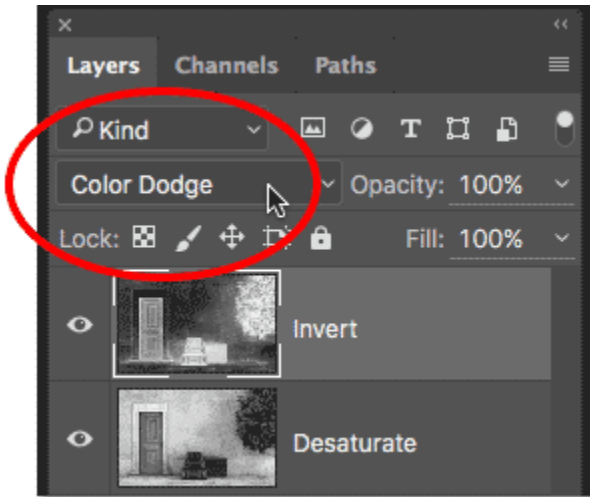 Layers Channels Paths
Kind
Color Dodge Opacity: 100%
Lock: Fill: 100%
Invert
Desaturate